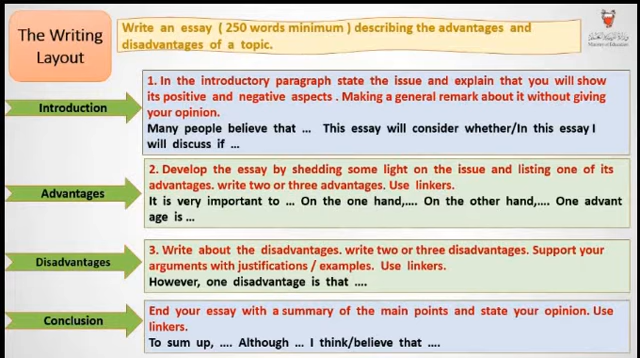 The Writing
Layout
Write an essay ( 250 words minimum ) describing the advantages and
disadvantages of a topic.
Ministry of Education
Introduction
1. In the introductory paragraph state the issue and explain that you will show
its positive and negative aspects . Making a general remark about it without giving
your opinion.
Many people believe that ... This essay will consider whether/In this essay I
will discuss if ...
Advantages
2. Develop the essay by shedding some light on the issue and listing one of its
advantages. write two or three advantages. Use linkers.
It is very important to ... On the one hand,.... On the other hand,.... One advant
age is ...
Disadvantages
3. Write about the disadvantages. write two or three disadvantages. Support your
arguments with justifications / examples. Use linkers.
However, one disadvantage is that ....
Conclusion
End your essay with a summary of the main points and state your opinion. Use
linkers.
To sum up, .... Although ... I think/believe that ....